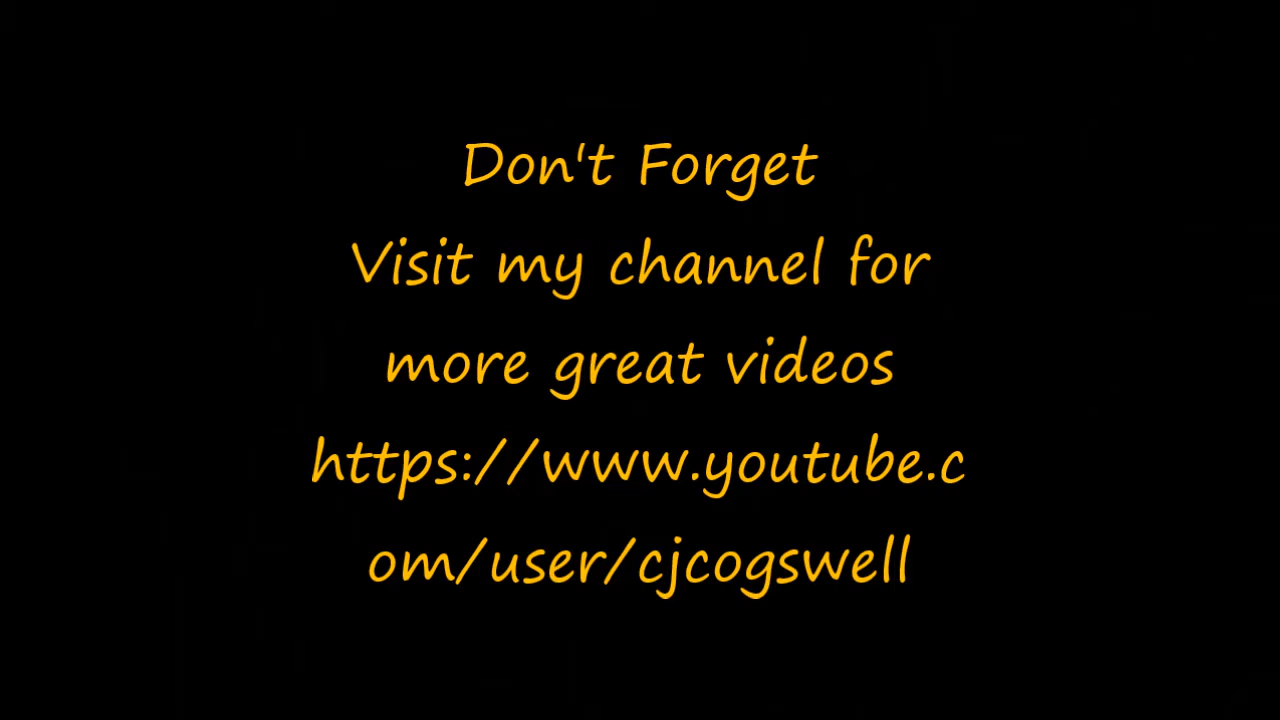 Don't Forget
Visit my channel for
more great videos
https://www.youtube.c
om/user/cjcogswell